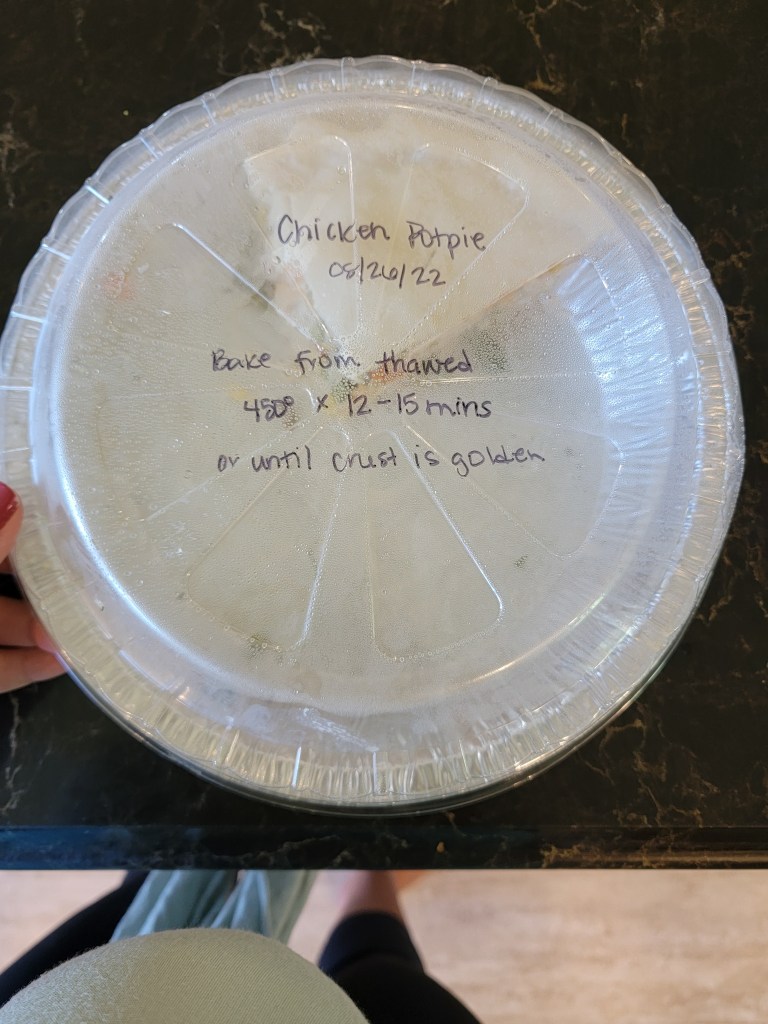 Chicken Potpie
08/26/22
Bake from thawed
450° x 12-15 mins
or until crust is golden